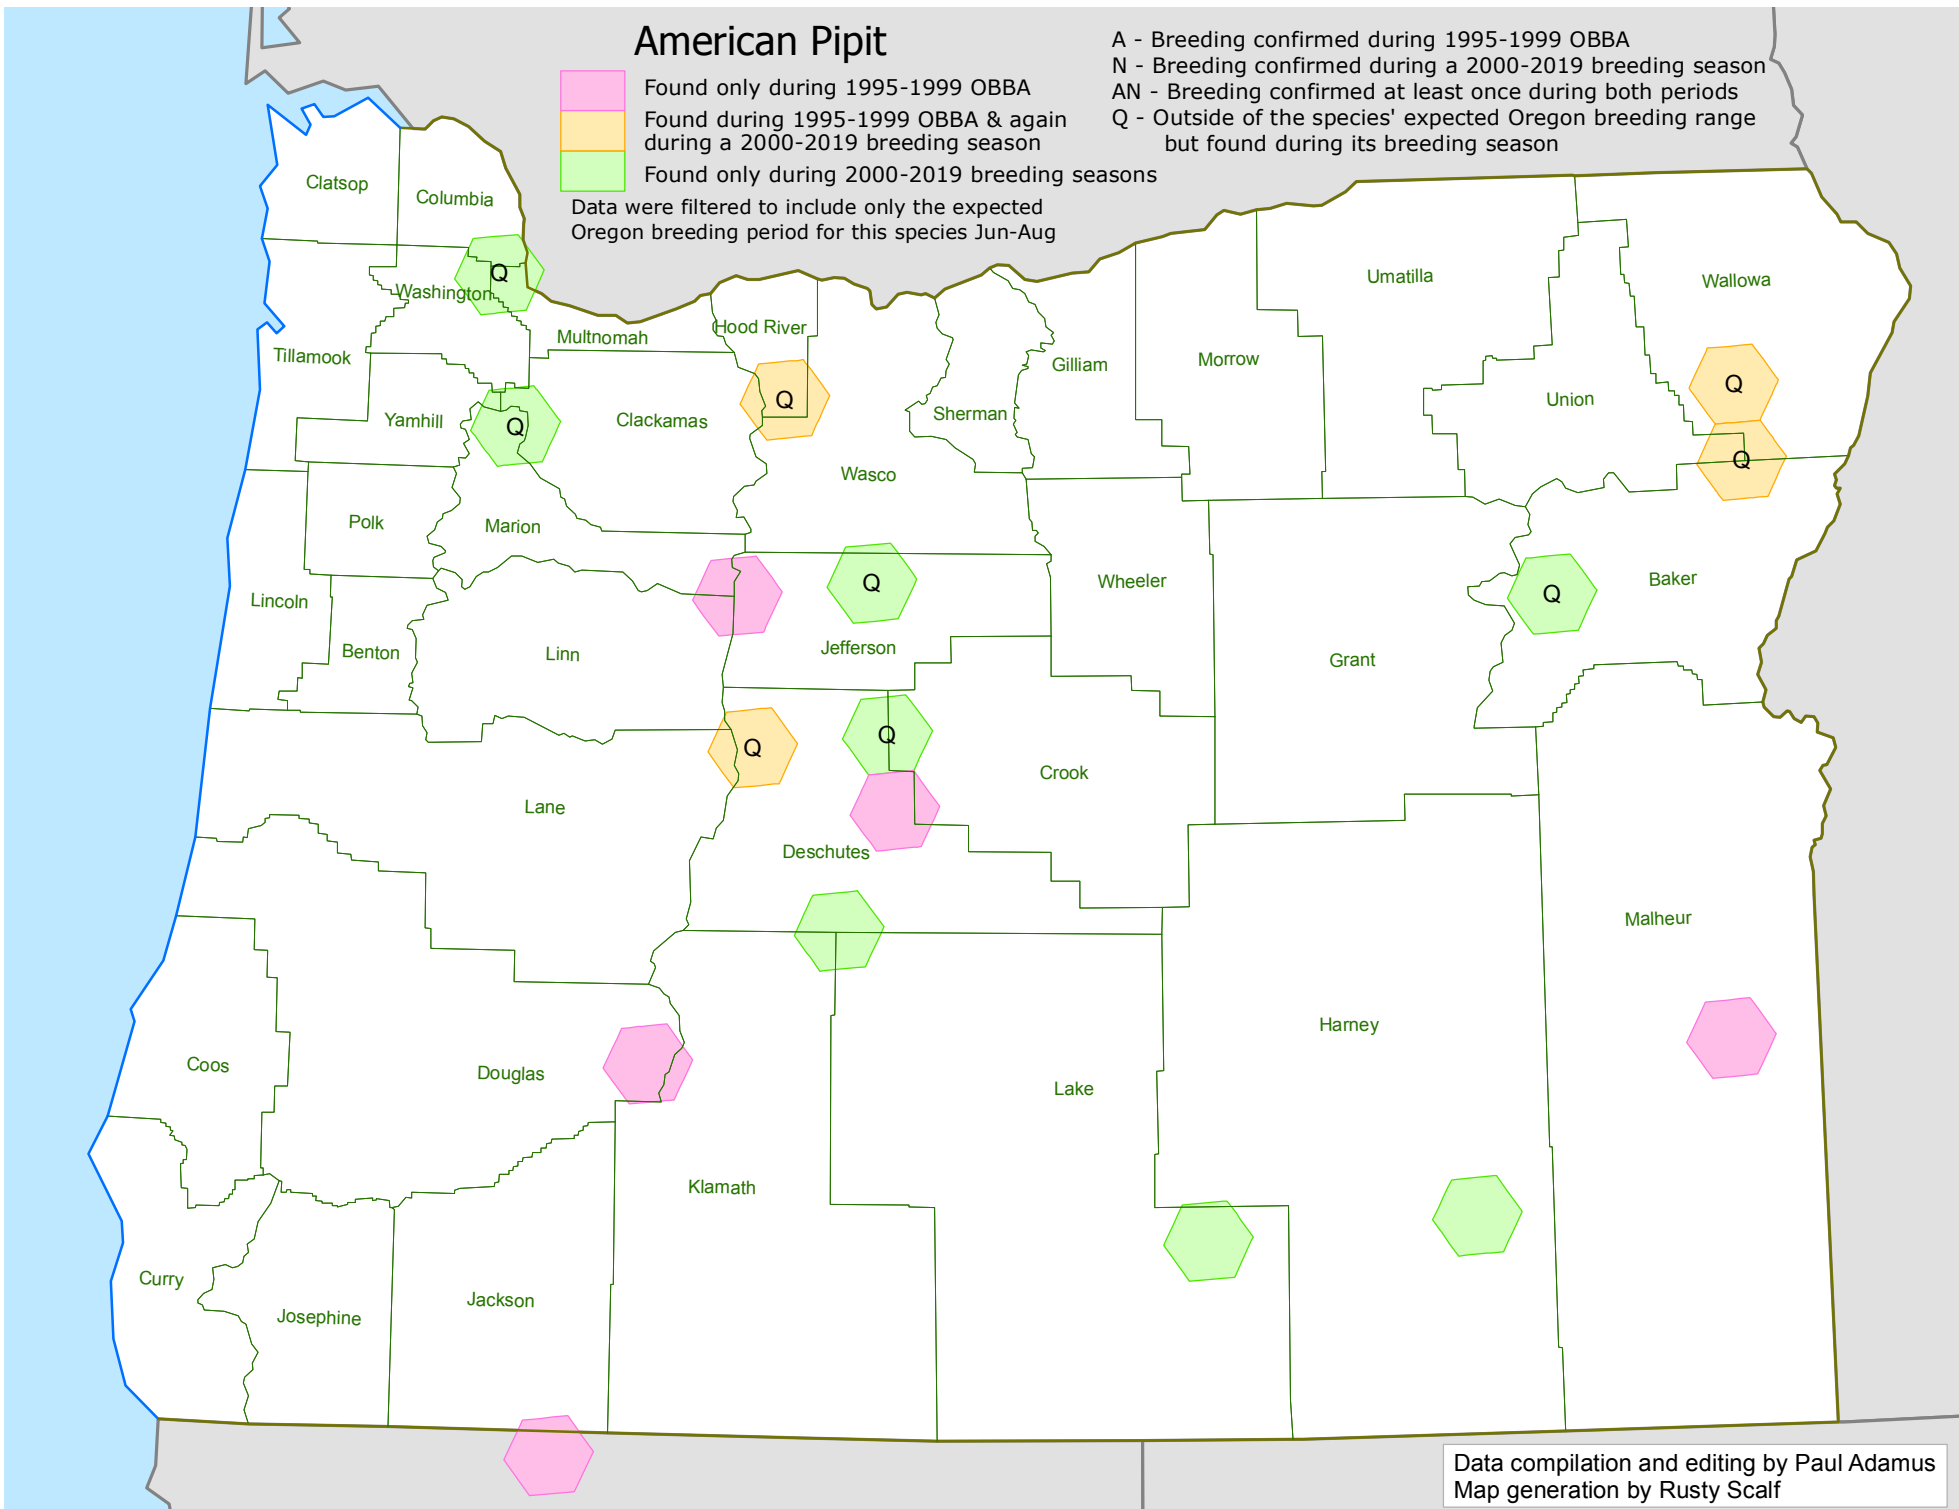 American Pipit
Found only during 1995-1999 OBBA
Found during 1995-1999 OBBA & again
during a 2000-2019 breeding season
Found only during 2000-2019 breeding seasons
Data were filtered to include only the expected
Oregon breeding period for this species Jun-Aug
A - Breeding confirmed during 1995-1999 OBBA
N - Breeding confirmed during a 2000-2019 breeding season
AN - Breeding confirmed at least once during both periods
Q - Outside of the species' expected Oregon breeding range
but found during its breeding season
Clatsop
Columbia
Q
Washington
Umatilla
Wallowa
Hood River
Multnomah
Tillamook
Gilliam
Morrow
Q
Q
Union
Sherman
Yamhill
Q
Clackamas
Q
Wasco
Polk
Marion
Q
Wheeler
Q
Baker
Lincoln
Benton
Linn
Jefferson
Grant
Q
Q
Crook
Lane
Deschutes
Malheur
Harney
Coos
Douglas
Lake
Klamath
Curry
Josephine
Jackson
Data compilation and editing by Paul Adamus
Map generation by Rusty Scalf